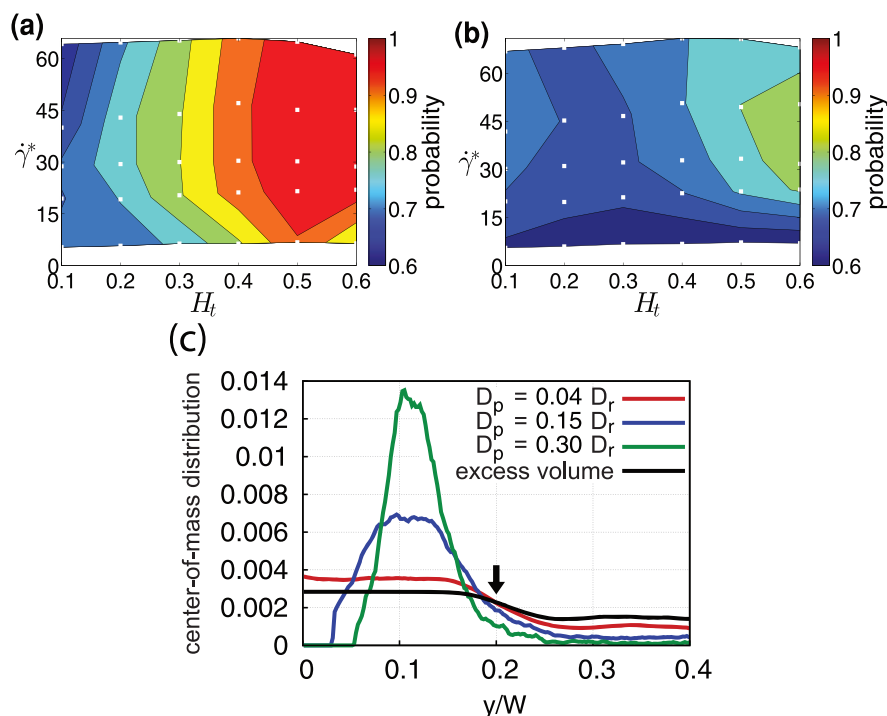 (a)
60
45
30
15
0
γ̇*
0.1 0.2 0.3 0.4 0.5 0.6
H_t
1
0.9
0.8
0.7
0.6
probability
(b)
60
45
30
15
0
γ̇*
0.1 0.2 0.3 0.4 0.5 0.6
H_t
1
0.9
0.8
0.7
0.6
probability
(c)
center-of-mass distribution
0.014
0.012
0.01
0.008
0.006
0.004
0.002
0
D_p = 0.04 D_r
D_p = 0.15 D_r
D_p = 0.30 D_r
excess volume
0 0.1 0.2 0.3 0.4
y/W